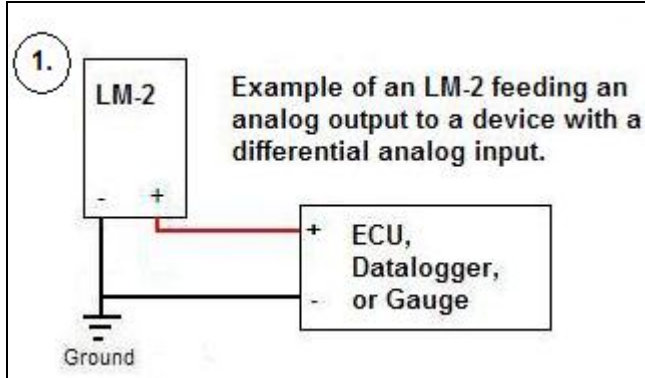 1.
LM-2
Example of an LM-2 feeding an
analog output to a device with a
differential analog input.
- +
+ ECU,
Datalogger,
- or Gauge
Ground